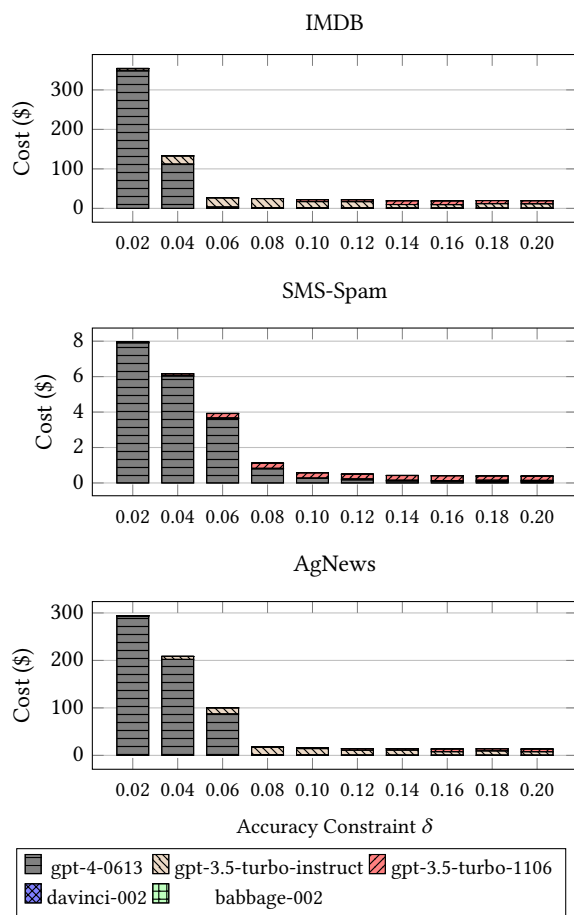 IMDB
Cost ($)
300
200
100
0
0.02 0.04 0.06 0.08 0.10 0.12 0.14 0.16 0.18 0.20
SMS-Spam
Cost ($)
8
6
4
2
0
0.02 0.04 0.06 0.08 0.10 0.12 0.14 0.16 0.18 0.20
AgNews
Cost ($)
300
200
100
0
0.02 0.04 0.06 0.08 0.10 0.12 0.14 0.16 0.18 0.20
Accuracy Constraint δ
gpt-4-0613 gpt-3.5-turbo-instruct gpt-3.5-turbo-1106
davinci-002 babbage-002